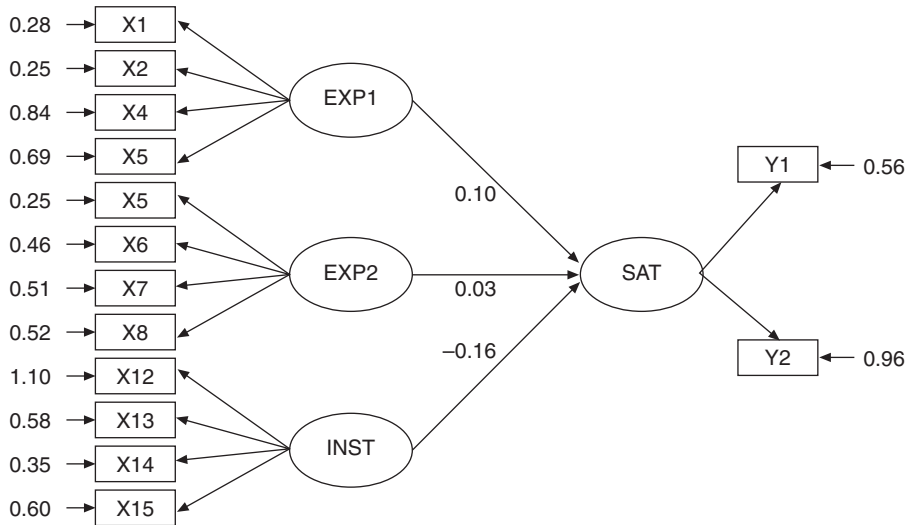 0.28 X1
0.25 X2
0.84 X4
0.69 X5
0.25 X5
0.46 X6
0.51 X7
0.52 X8
1.10 X12
0.58 X13
0.35 X14
0.60 X15
EXP1
EXP2
INST
0.10
0.03
–0.16
SAT
Y1 0.56
Y2 0.96